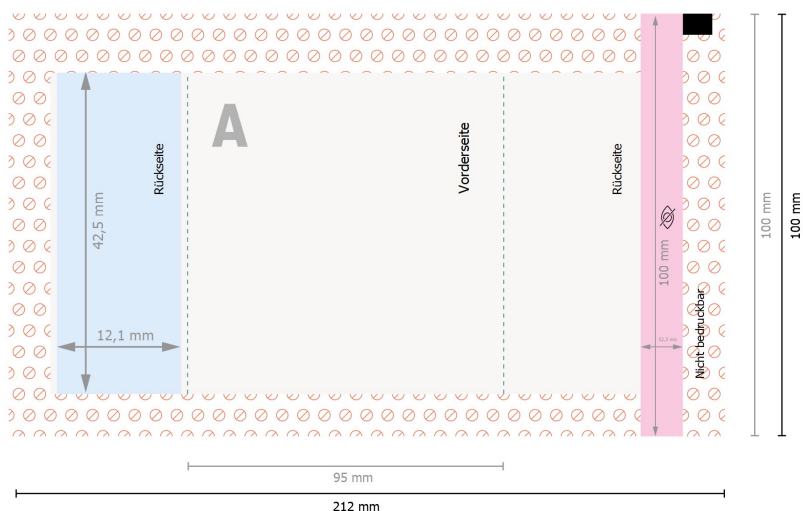 A
Rückseite
Vorderseite
Rückseite
42,5 mm
12,1 mm
100 mm
Nicht bedruckbar
100 mm
100 mm
95 mm
212 mm